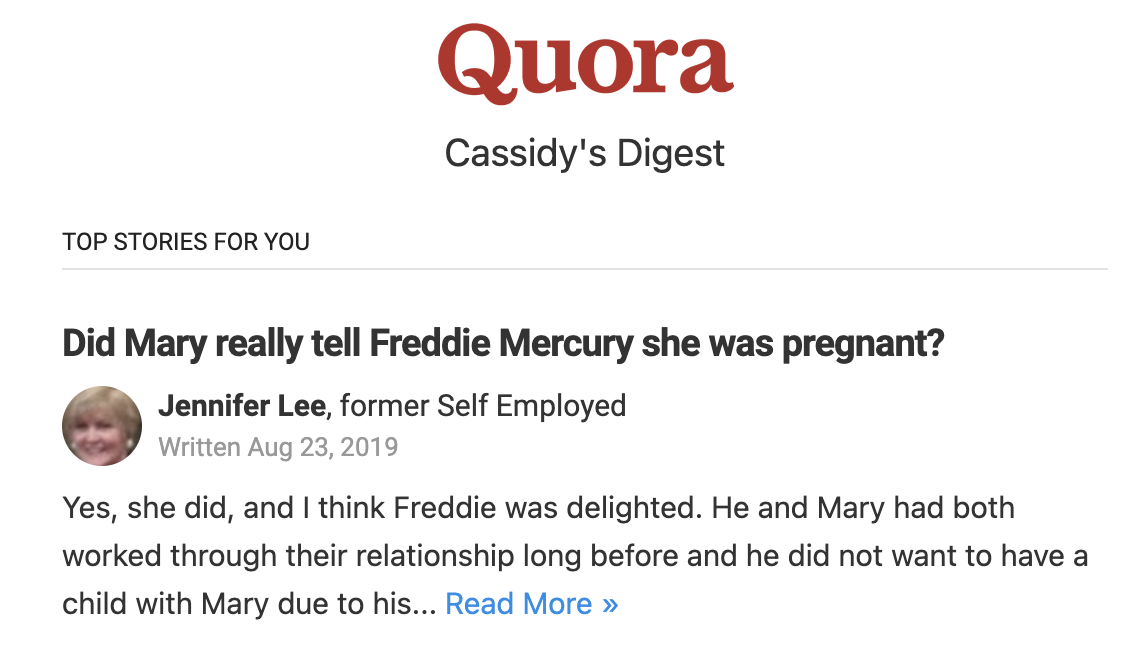 Quora
Cassidy's Digest
TOP STORIES FOR YOU
Did Mary really tell Freddie Mercury she was pregnant?
Jennifer Lee, former Self Employed
Written Aug 23, 2019
Yes, she did, and I think Freddie was delighted. He and Mary had both
worked through their relationship long before and he did not want to have a
child with Mary due to his... Read More »